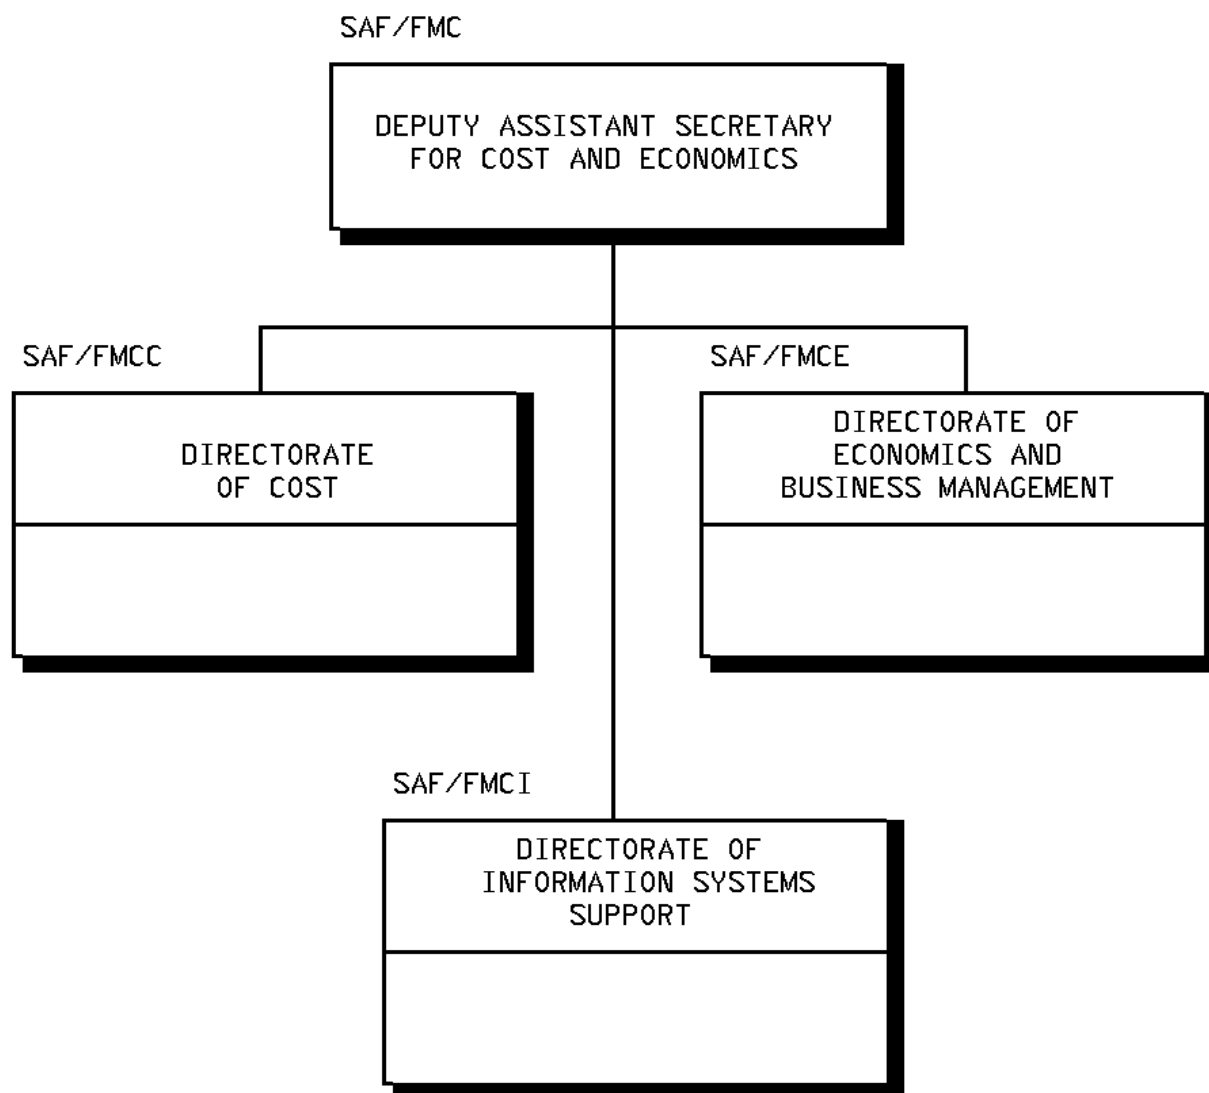 SAF/FMC
DEPUTY ASSISTANT SECRETARY
FOR COST AND ECONOMICS
SAF/FMCC
DIRECTORATE
OF COST
SAF/FMCE
DIRECTORATE OF
ECONOMICS AND
BUSINESS MANAGEMENT
SAF/FMCI
DIRECTORATE OF
INFORMATION SYSTEMS
SUPPORT